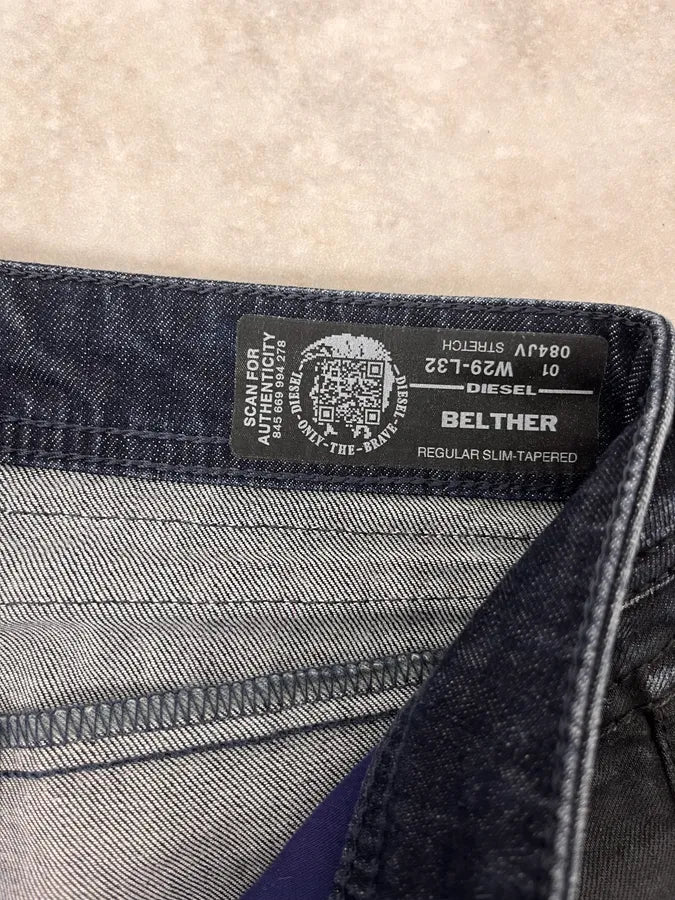 SCAN FOR
AUTHENTICITY
845 669 994 278
DIESEL
DIESEL
-ONLY-THE-BRAVE-
01
W29-L32
084JV STRETCH
DIESEL
BELTHER
REGULAR SLIM-TAPERED